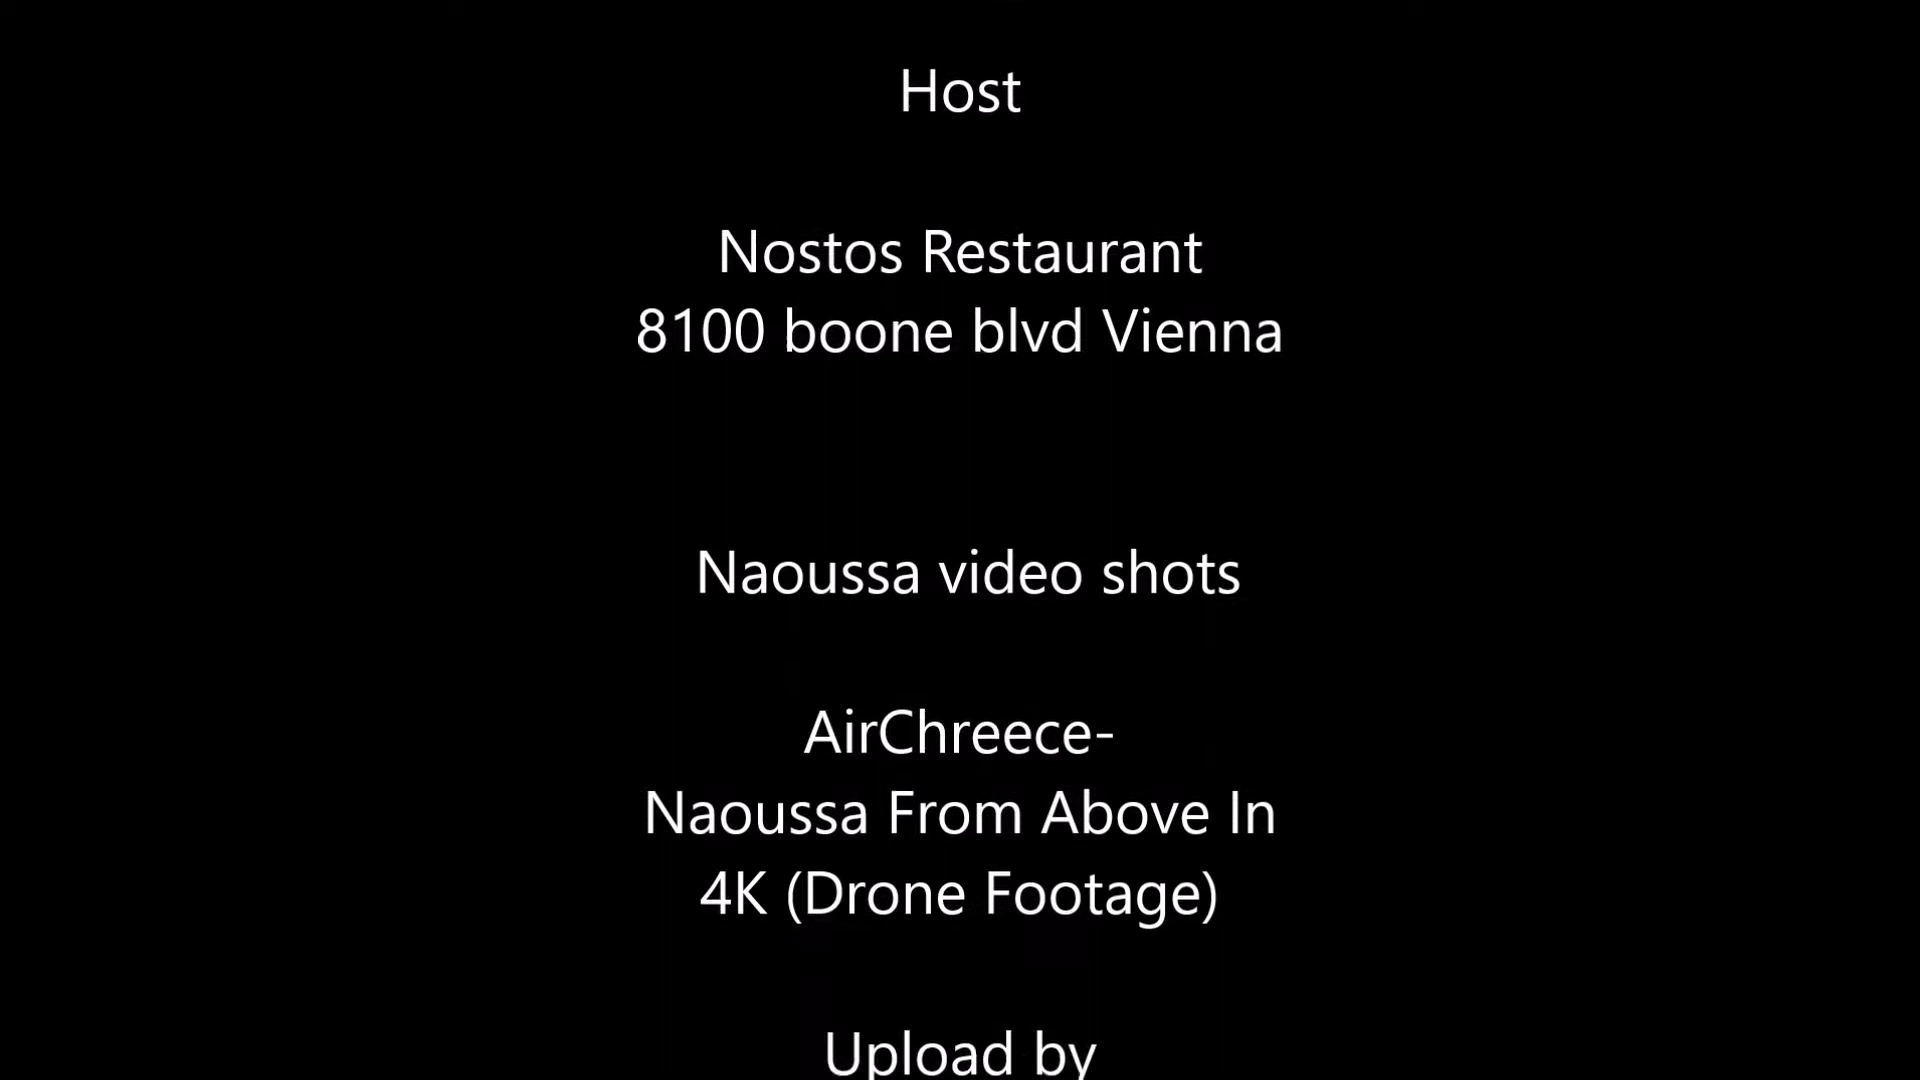 Host
Nostos Restaurant
8100 boone blvd Vienna
Naoussa video shots
AirChreece-
Naoussa From Above In
4K (Drone Footage)
Upload by